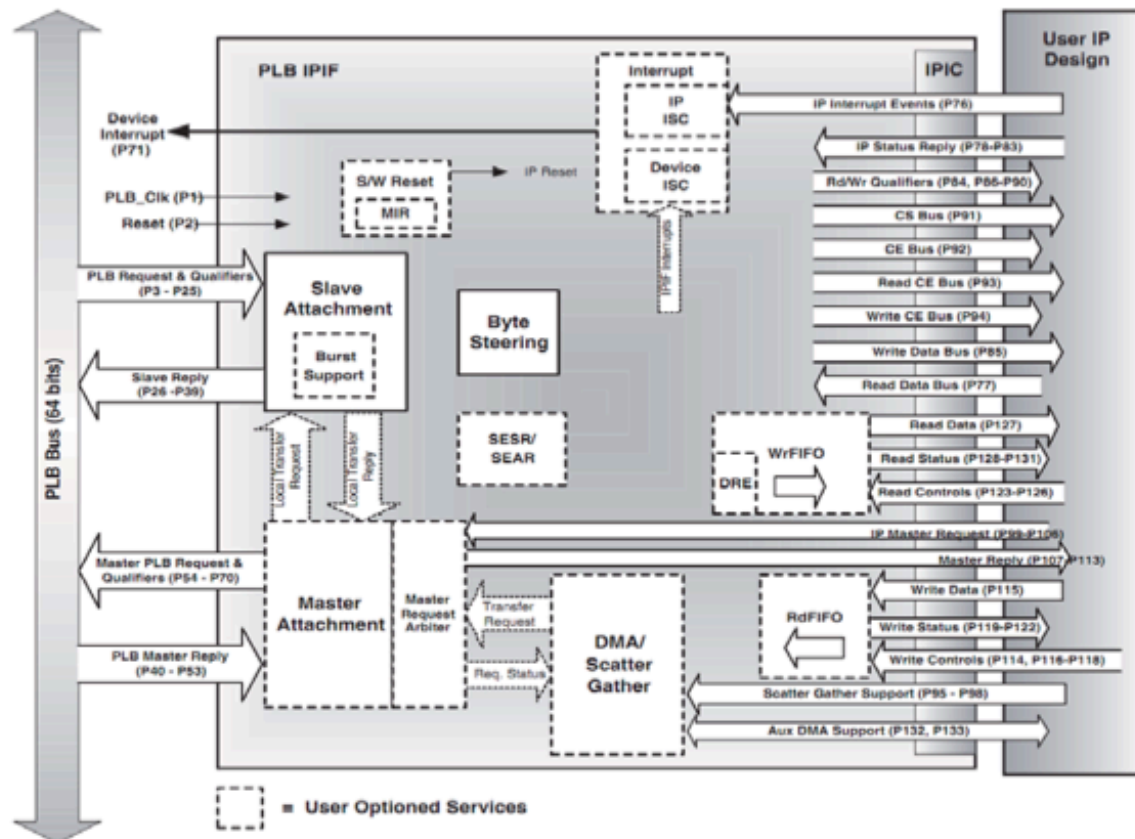 User IP
Design
PLB IPIF
IPIC
Interrupt
IP
ISC
Device
ISC
Device
Interrupt
(P71)
IP Interrupt Events (P76)
IP Status Reply (P78-P83)
S/W Reset
MIR
IP Reset
Rd/Wr Qualifiers (P84, P86-P90)
PLB_Clk (P1)
Reset (P2)
CS Bus (P91)
CE Bus (P92)
IPIF Interrupts
PLB Request & Qualifiers
(P3 - P25)
Slave
Attachment
Burst
Support
Byte
Steering
Read CE Bus (P93)
Write CE Bus (P94)
Write Data Bus (P85)
Slave Reply
(P26 -P39)
Read Data Bus (P77)
PLB Bus (64 bits)
Local Transfer
Request
Local Transfer
Reply
SESR/
SEAR
WrFIFO
DRE
Read Data (P127)
Read Status (P128-P131)
Read Controls (P123-P126)
IP Master Request (P99-P106)
Master Reply (P107-P113)
Master PLB Request &
Qualifiers (P54 - P70)
Master
Attachment
Master
Request
Arbiter
Transfer
Request
Req. Status
DMA/
Scatter
Gather
RdFIFO
Write Data (P115)
Write Status (P119-P122)
Write Controls (P114, P116-P118)
PLB Master Reply
(P40 - P53)
Scatter Gather Support (P95 - P98)
Aux DMA Support (P132, P133)
= User Optioned Services